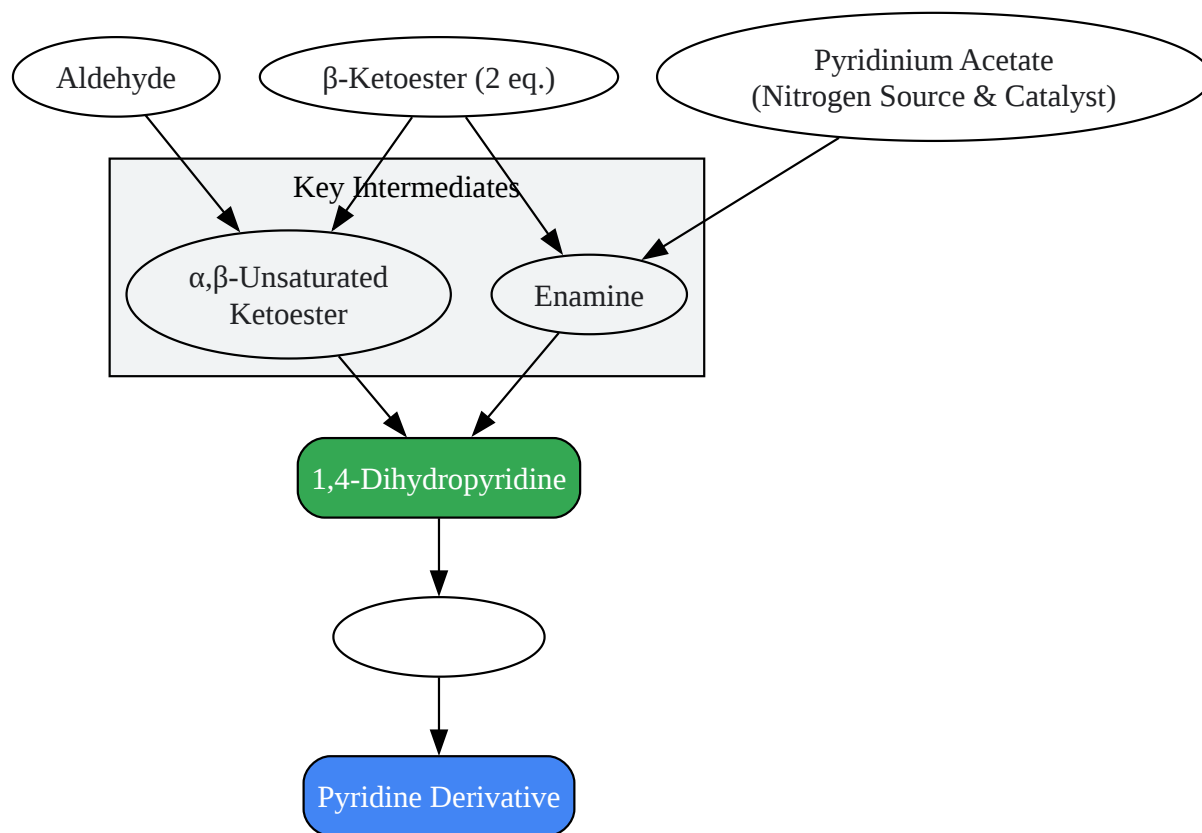 Aldehyde
β-Ketoester (2 eq.)
Pyridinium Acetate
(Nitrogen Source & Catalyst)
Key Intermediates
α,β-Unsaturated
Ketoester
Enamine
1,4-Dihydropyridine
Pyridine Derivative